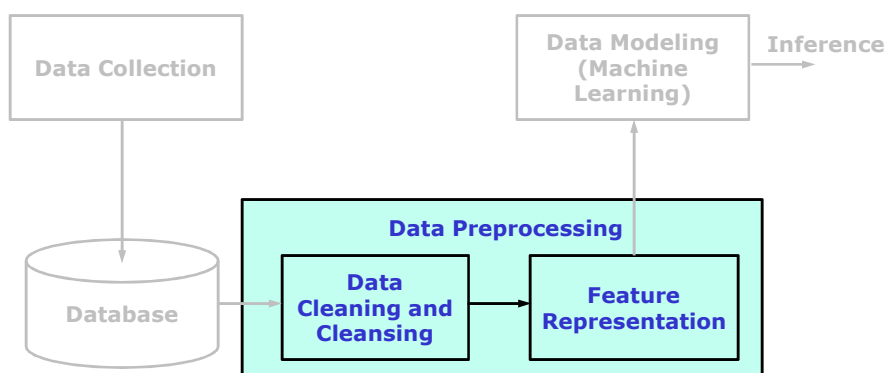 Data Collection
Data Modeling
(Machine
Learning)
Inference
Data Preprocessing
Database
Data
Cleaning and
Cleansing
Feature
Representation